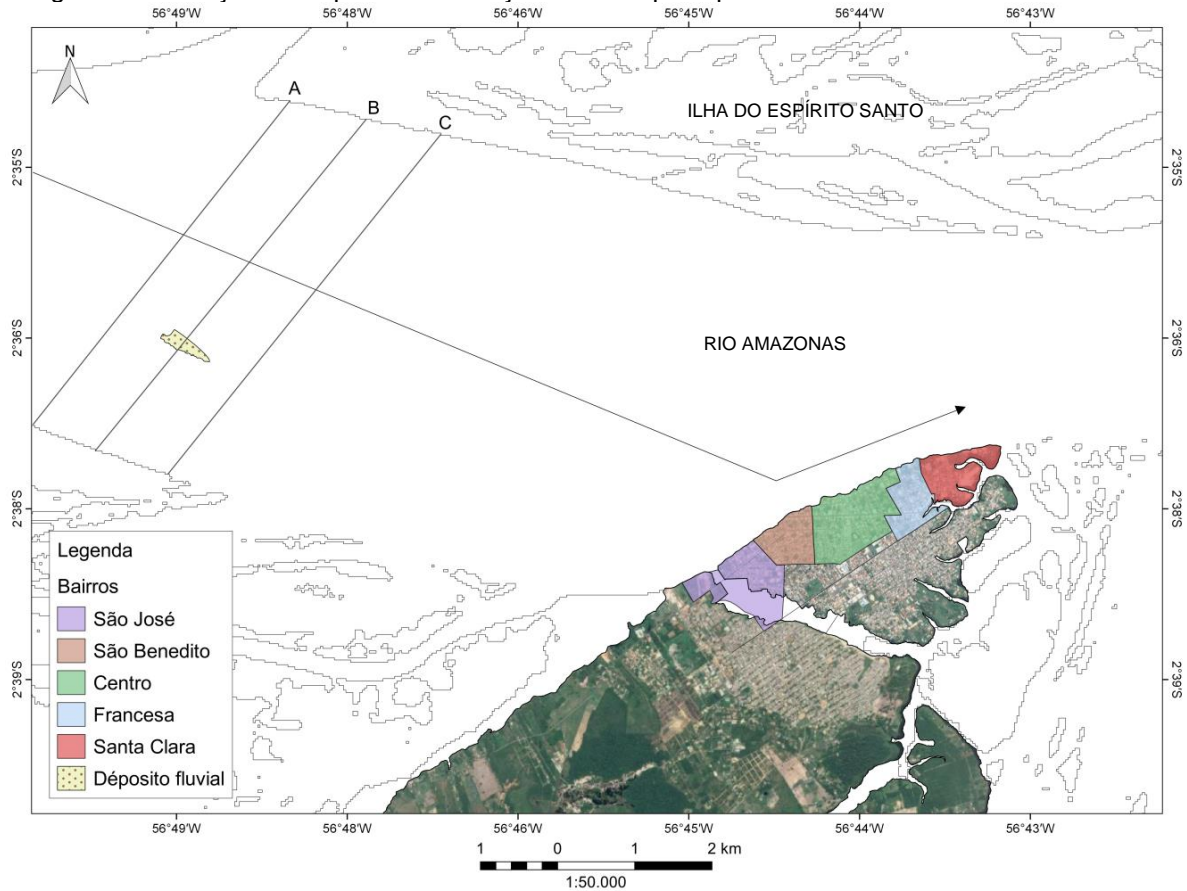 56°49'W 56°48'W 56°46'W 56°45'W 56°44'W 56°43'W
N
A
B
C
ILHA DO ESPÍRITO SANTO
2°35'S 2°35'S
2°36'S 2°36'S
RIO AMAZONAS
2°38'S 2°38'S
Legenda
Bairros
São José
São Benedito
Centro
Francesa
Santa Clara
Déposito fluvial
2°39'S 2°39'S
56°49'W 56°48'W 56°46'W 56°45'W 56°44'W 56°43'W
1 0 1 2 km
1:50.000